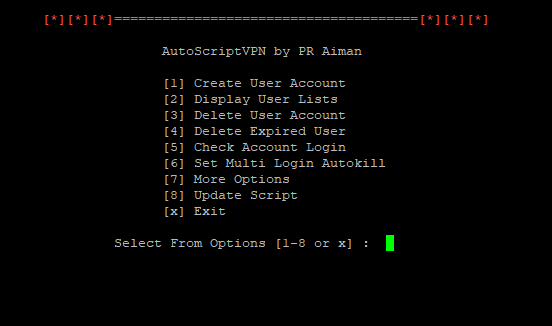 [*][*][*]======================================[*][*][*]
AutoScriptVPN by PR Aiman
[1] Create User Account
[2] Display User Lists
[3] Delete User Account
[4] Delete Expired User
[5] Check Account Login
[6] Set Multi Login Autokill
[7] More Options
[8] Update Script
[x] Exit
Select From Options [1-8 or x] :